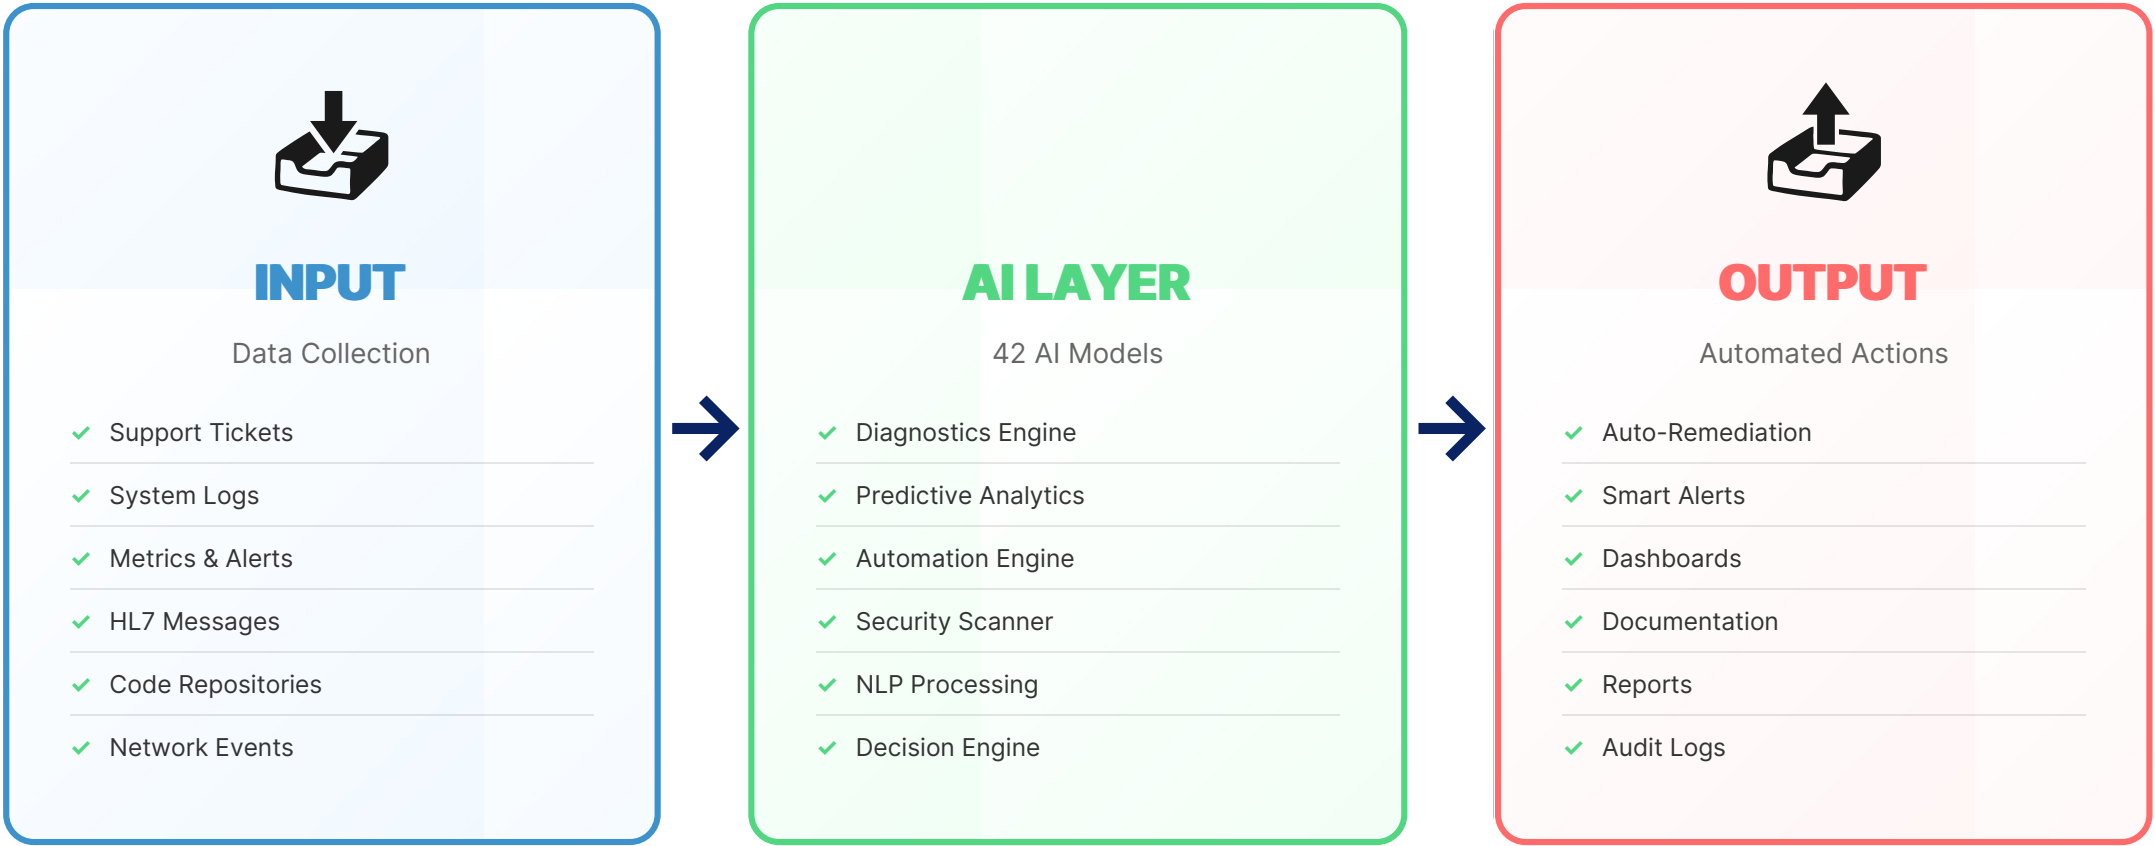 INPUT
Data Collection
Support Tickets
System Logs
Metrics & Alerts
HL7 Messages
Code Repositories
Network Events
AI LAYER
42 AI Models
Diagnostics Engine
Predictive Analytics
Automation Engine
Security Scanner
NLP Processing
Decision Engine
OUTPUT
Automated Actions
Auto-Remediation
Smart Alerts
Dashboards
Documentation
Reports
Audit Logs